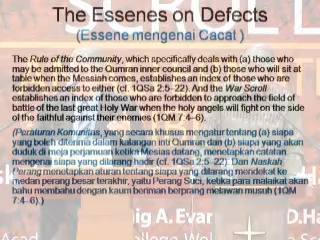 The Essenes on Defects
(Essene mengenai Cacat )
The Rule of the Community, which specifically deals with (a) those who
may be admitted to the Qumran inner council and (b) those who will sit at
table when the Messiah comes, establishes an index of those who are
forbidden access to either (cf. 1QSa 2:5- 22). And the War Scroll
establishes an index of those who are forbidden to approach the field of
battle of the last great Holy War when the holy angels will fight on the side
of the faithful against their enemies (1QM 7:4–6).
(Peraturan Komunitas, yang secara khusus mengatur tentang (a) siapa
yang boleh diterima dalam kalangan inti Qumran dan (b) siapa yang akan
duduk di meja perjamuan ketika Mesias datang, menetapkan catatan
mengenai siapa yang dilarang hadir (cf. 1QSa 2:5- 22). Dan Naskah
Perang menetapkan aturan tentang siapa yang dilarang mendekat ke
medan perang besar terakhir, yaitu Perang Suci, ketika para malaikat akan
bahu membahu dengan kaum beriman berprang melawan musuh (1QM
7:4–6).)
aig A. Evar
D.Ha
Acad